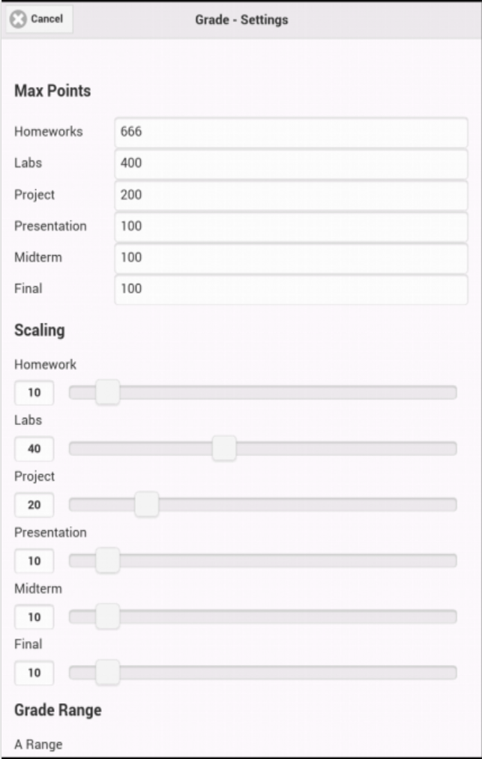 Cancel Grade - Settings
Max Points
Homeworks 666
Labs 400
Project 200
Presentation 100
Midterm 100
Final 100
Scaling
Homework
10
Labs
40
Project
20
Presentation
10
Midterm
10
Final
10
Grade Range
A Range